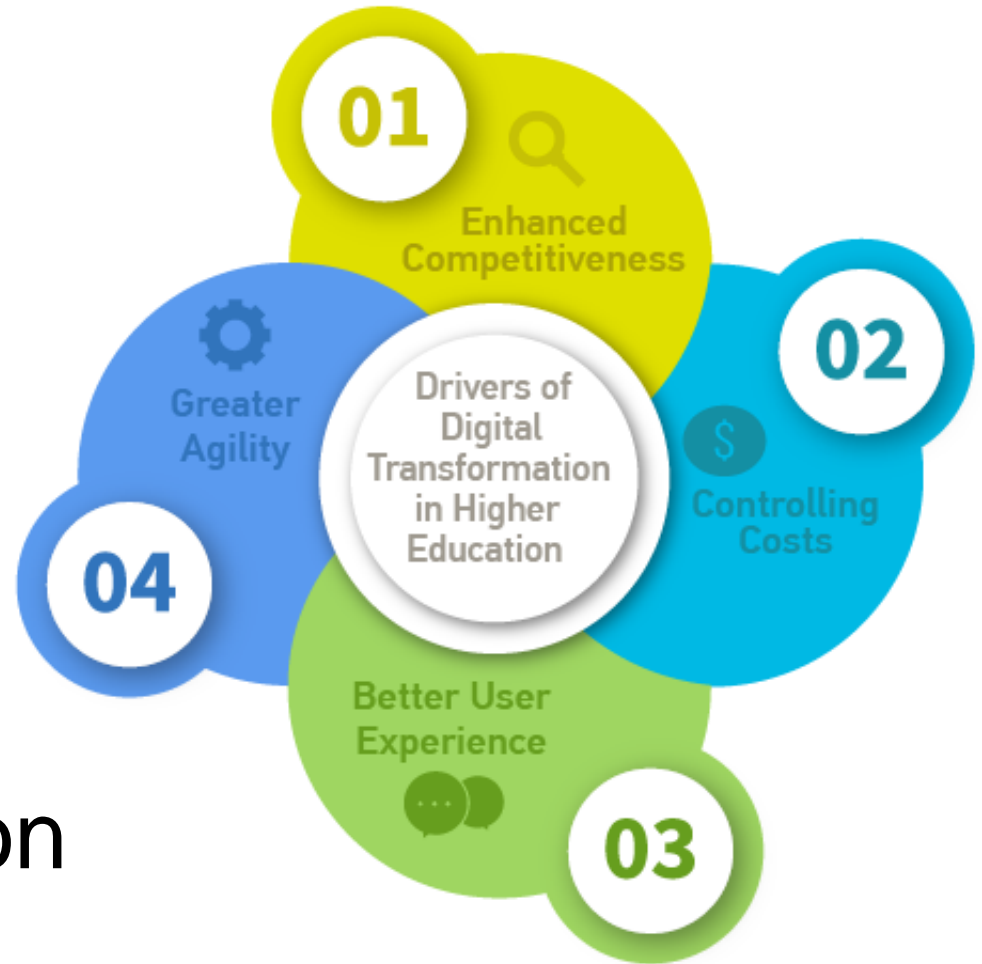 01
Enhanced
Competitiveness
02
$
Controlling
Costs
Drivers of
Digital
Transformation
in Higher
Education
Greater
Agility
04
Better User
Experience
03
on